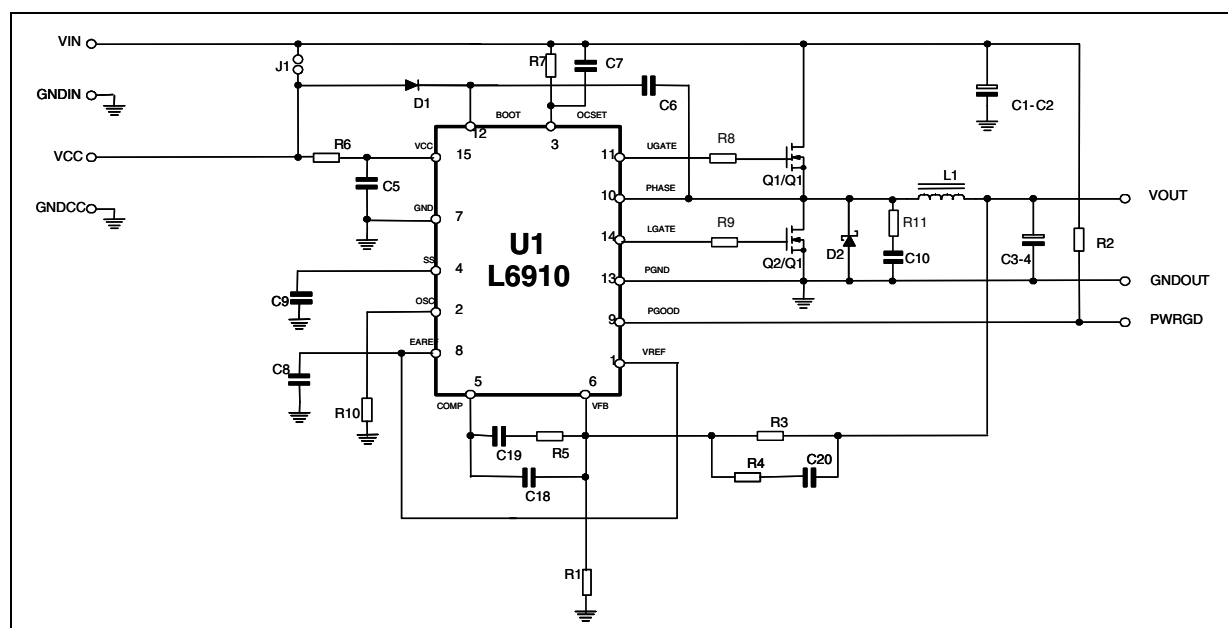 VIN
J1
R7
C7
GNDIN
D1
C6
C1-C2
BOOT
OCSET
12
3
VCC
R6
VCC
15
11
UGATE
R8
Q1/Q1
C5
L1
10
PHASE
VOUT
GNDCC
GND
7
R11
U1
L6910
14
LGATE
R9
Q2/Q1
D2
C10
C3-4
R2
SS
4
13
PGND
GNDOUT
C9
OSC
2
9
PGOOD
PWRGD
EAREF
8
1
VREF
C8
R10
5
6
COMP
VFB
C19
R5
R3
C18
R4
C20
R1